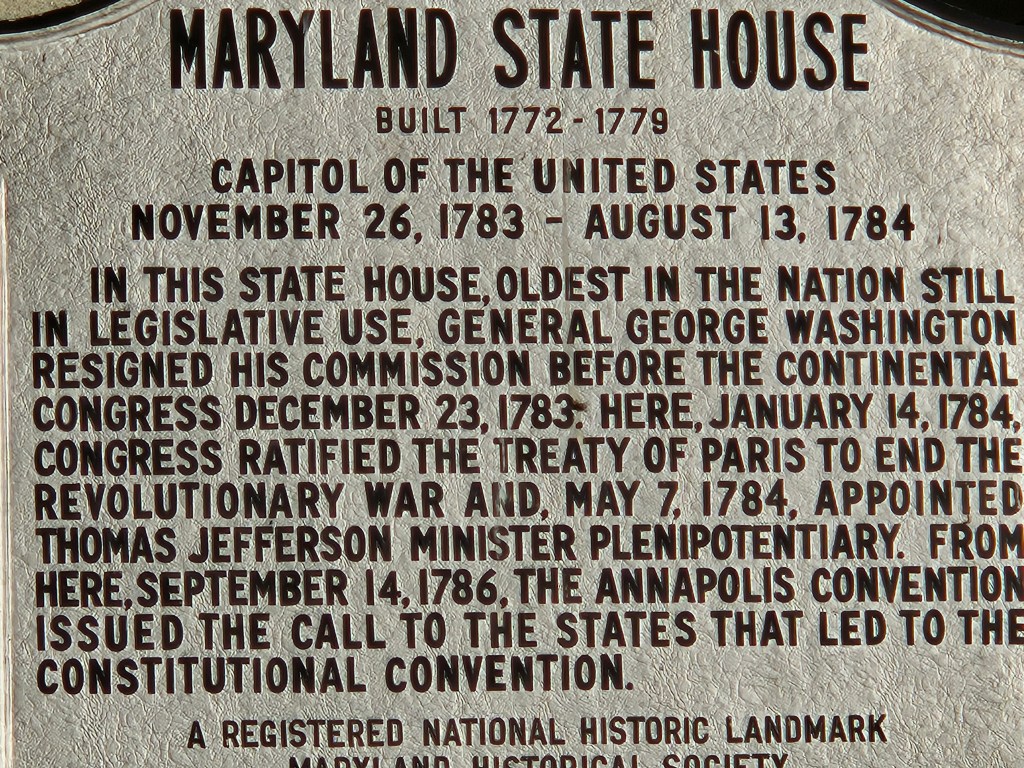 MARYLAND STATE HOUSE
BUILT 1772-1779
CAPITOL OF THE UNITED STATES
NOVEMBER 26, 1783 - AUGUST 13, 1784
IN THIS STATE HOUSE, OLDEST IN THE NATION STILL
IN LEGISLATIVE USE, GENERAL GEORGE WASHINGTON
RESIGNED HIS COMMISSION BEFORE THE CONTINENTAL
CONGRESS DECEMBER 23, 1783. HERE, JANUARY 14, 1784,
CONGRESS RATIFIED THE TREATY OF PARIS TO END THE
REVOLUTIONARY WAR AND, MAY 7, 1784, APPOINTED
THOMAS JEFFERSON MINISTER PLENIPOTENTIARY. FROM
HERE, SEPTEMBER 14, 1786, THE ANNAPOLIS CONVENTION
ISSUED THE CALL TO THE STATES THAT LED TO THE
CONSTITUTIONAL CONVENTION.
A REGISTERED NATIONAL HISTORIC LANDMARK
MARYLAND HISTORICAL SOCIETY